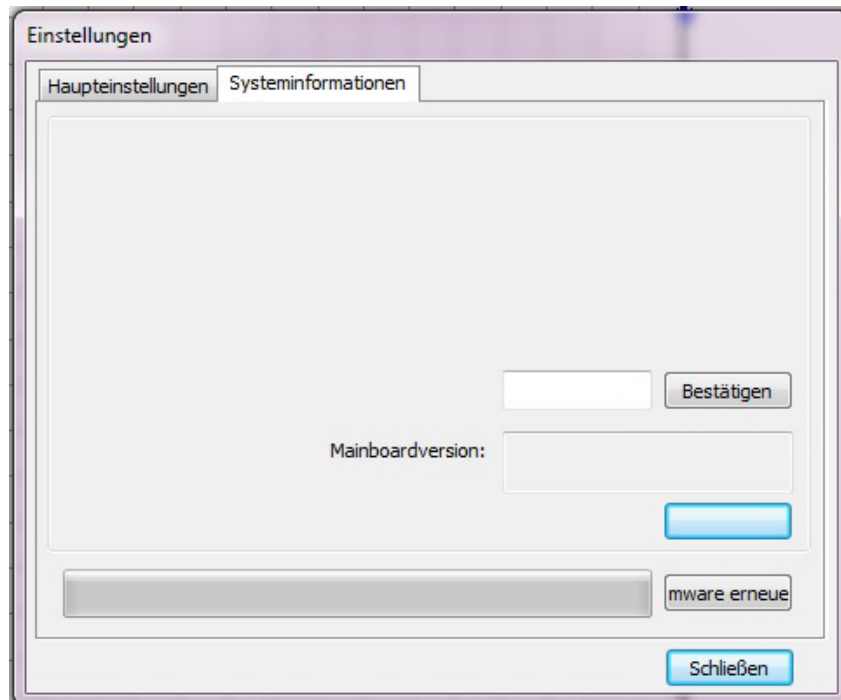 Einstellungen
Haupteinstellungen Systeminformationen
Bestätigen
Mainboardversion:
mware erneue
Schließen